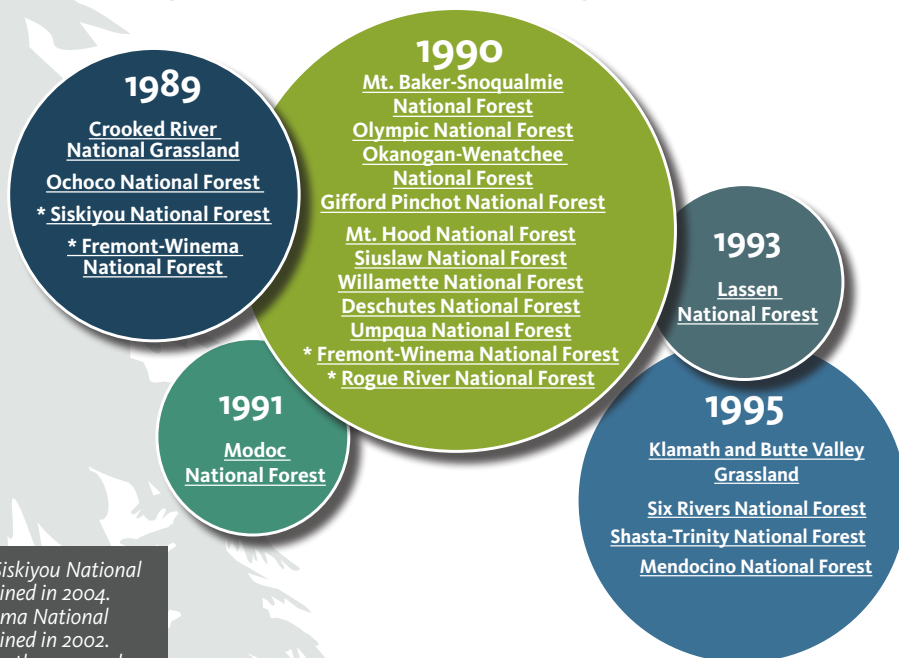 1989
Crooked River
National Grassland
Ochoco National Forest
* Siskiyou National Forest
* Fremont-Winema
National Forest
1990
Mt. Baker-Snoqualmie
National Forest
Olympic National Forest
Okanogan-Wenatchee
National Forest
Gifford Pinchot National Forest
Mt. Hood National Forest
Siuslaw National Forest
Willamette National Forest
Deschutes National Forest
Umpqua National Forest
* Fremont-Winema National Forest
* Rogue River National Forest
1991
Modoc
National Forest
1993
Lassen
National Forest
1995
Klamath and Butte Valley
Grassland
Six Rivers National Forest
Shasta-Trinity National Forest
Mendocino National Forest
Siskiyou National
ined in 2004.
ma National
ined in 2002.